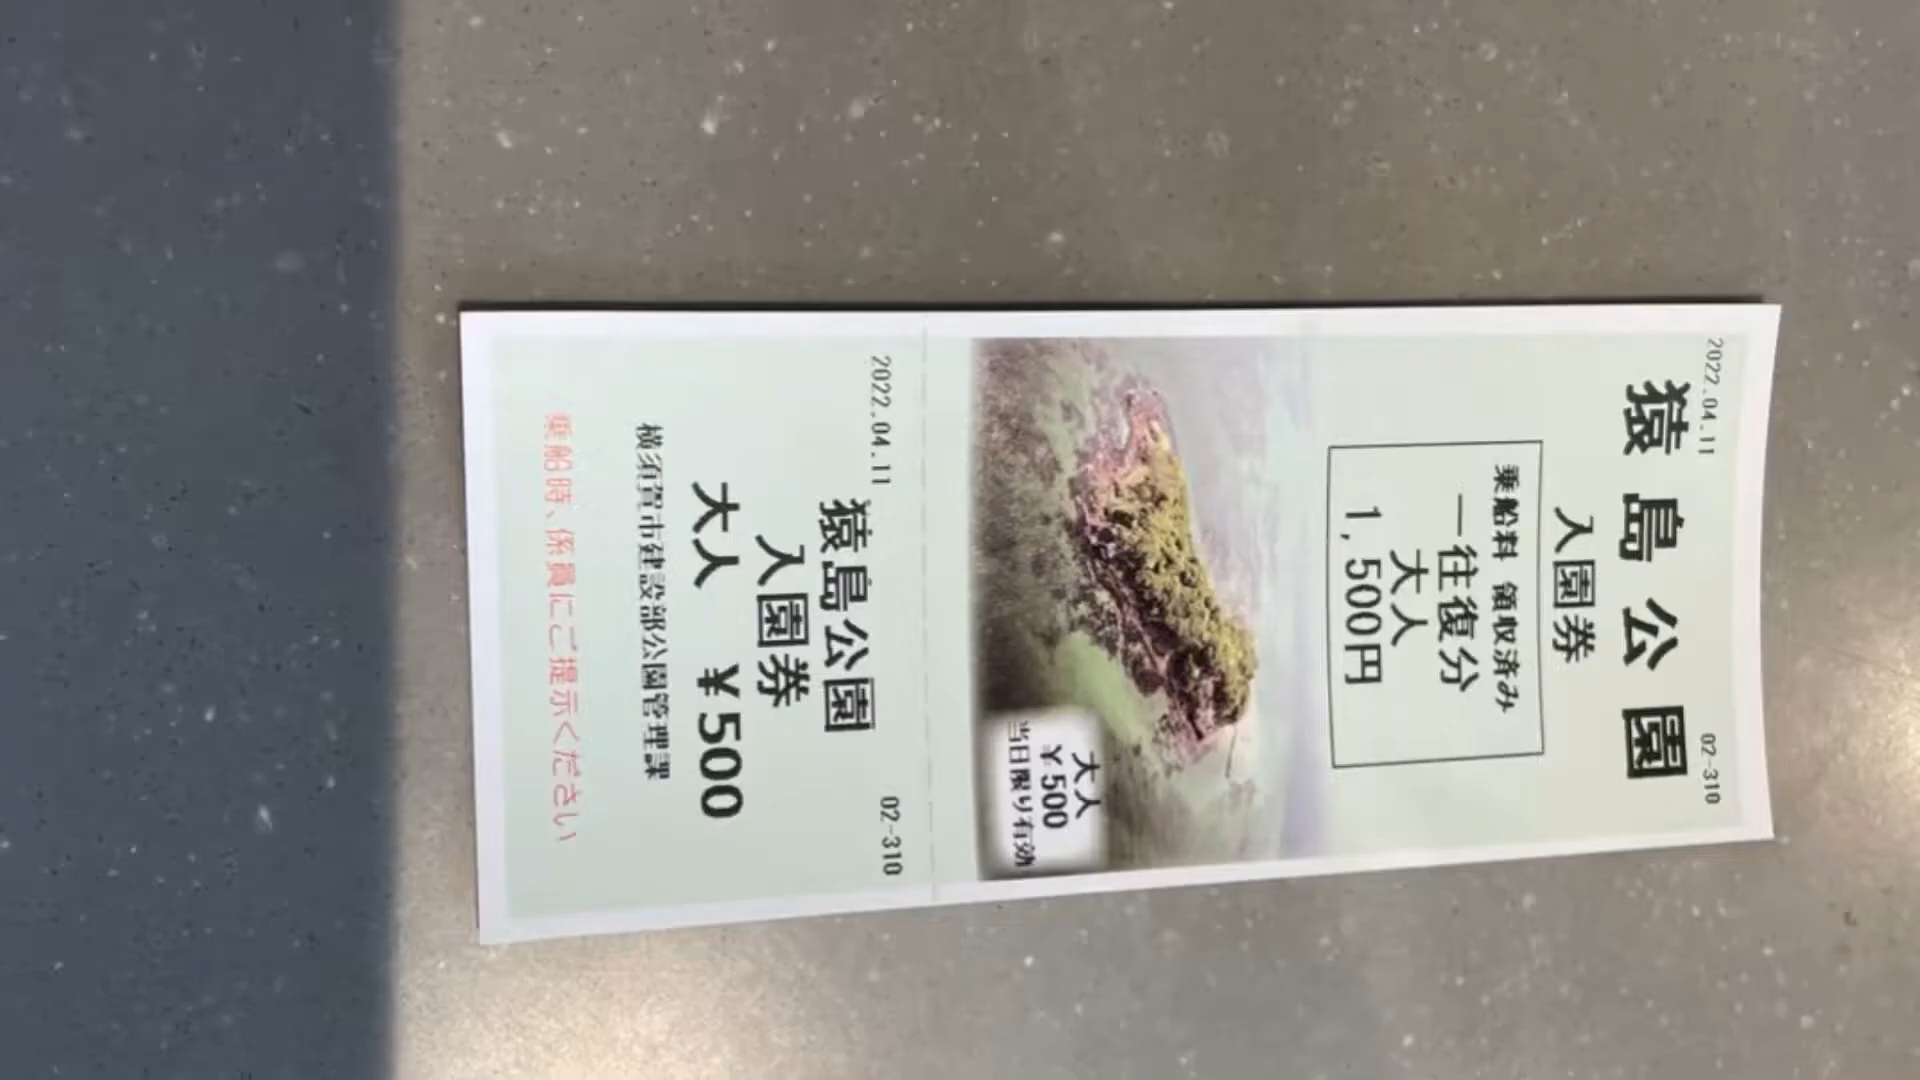 2022.04.11 02-310
猿島公園
入園券
乗船料 領収済み
一往復分
大人
1,500円
大人
¥500
当日限り有効
2022.04.11 02-310
猿島公園
入園券
大人 ¥500
横須賀市建設部公園管理課
乗船時、係員にご提示ください